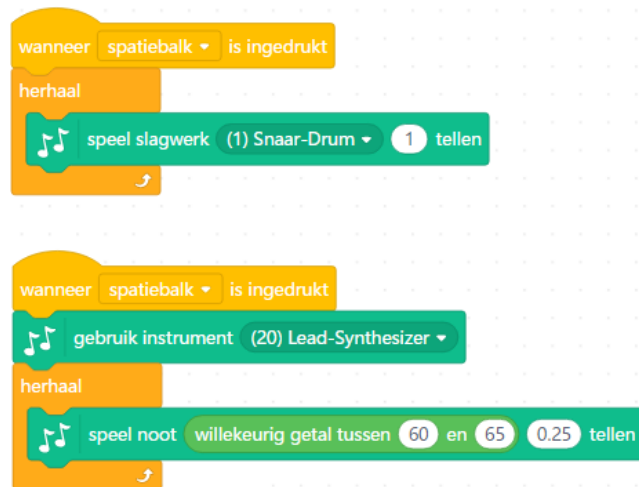 wanneer spatiebalk is ingedrukt
herhaal
speel slagwerk (1) Snaar-Drum 1 tellen
wanneer spatiebalk is ingedrukt
gebruik instrument (20) Lead-Synthesizer
herhaal
speel noot willekeurig getal tussen 60 en 65 0.25 tellen